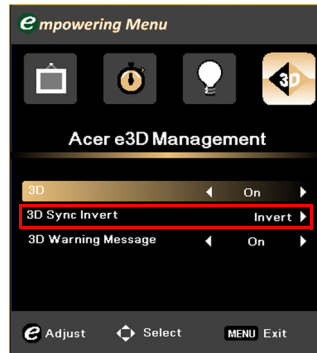 e mpowering Menu
3D
Acer e3D Management
3D On
3D Sync Invert Invert
3D Warning Message On
e Adjust Select MENU Exit